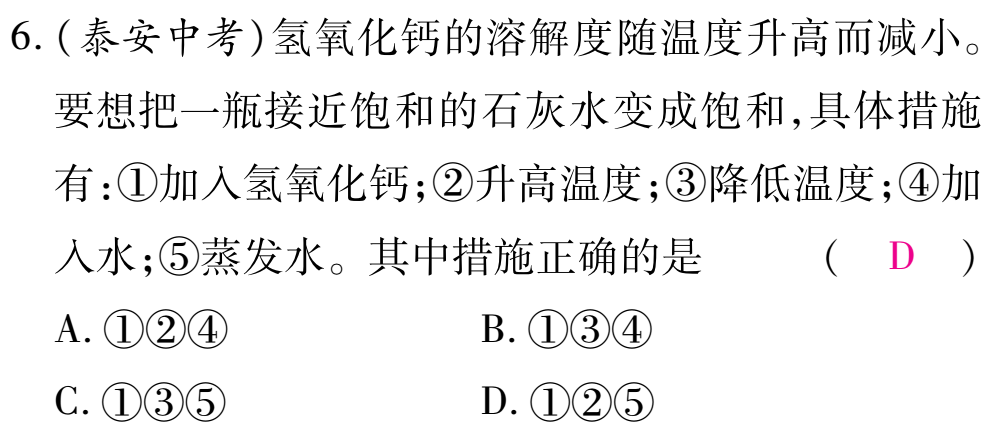 6. (泰安中考)氢氧化钙的溶解度随温度升高而减小。
要想把一瓶接近饱和的石灰水变成饱和,具体措施
有:①加入氢氧化钙;②升高温度;③降低温度;④加
入水;⑤蒸发水。其中措施正确的是 ( D )
A. ①②④ B. ①③④
C. ①③⑤ D. ①②⑤